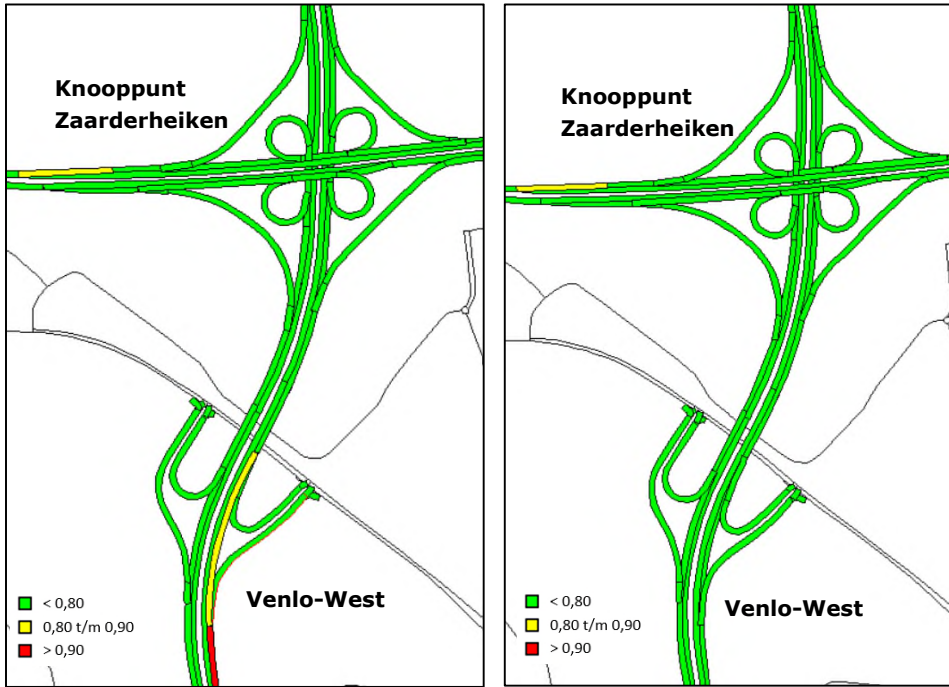 Knooppunt
Zaarderheiken
Venlo-West
< 0,80
0,80 t/m 0,90
> 0,90
Knooppunt
Zaarderheiken
Venlo-West
< 0,80
0,80 t/m 0,90
> 0,90